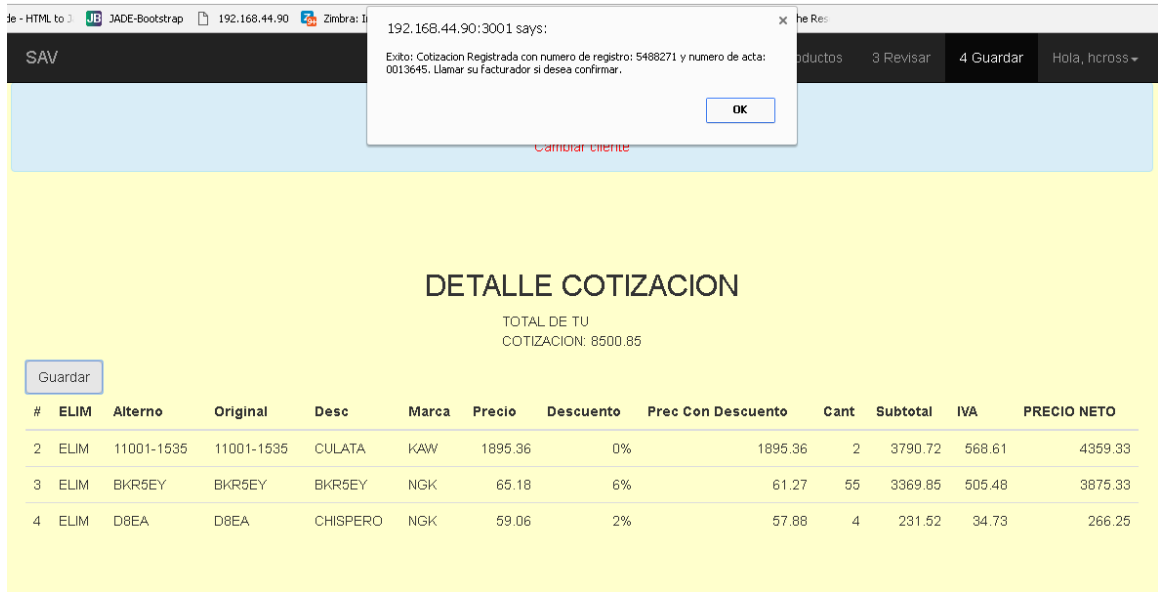 de - HTML to J JB JADE-Bootstrap 192.168.44.90 Zimbra: I he Res
192.168.44.90:3001 says:
Exito: Cotizacion Registrada con numero de registro: 5488271 y numero de acta:
0013645. Llamar su facturador si desea confirmar.
OK
SAV oductos 3 Revisar 4 Guardar Hola, hcross
Cambiar cliente
DETALLE COTIZACION
TOTAL DE TU
COTIZACION: 8500.85
Guardar
# ELIM Alterno Original Desc Marca Precio Descuento Prec Con Descuento Cant Subtotal IVA PRECIO NETO
2 ELIM 11001-1535 11001-1535 CULATA KAW 1895.36 0% 1895.36 2 3790.72 568.61 4359.33
3 ELIM BKR5EY BKR5EY BKR5EY NGK 65.18 6% 61.27 55 3369.85 505.48 3875.33
4 ELIM D8EA D8EA CHISPERO NGK 59.06 2% 57.88 4 231.52 34.73 266.25